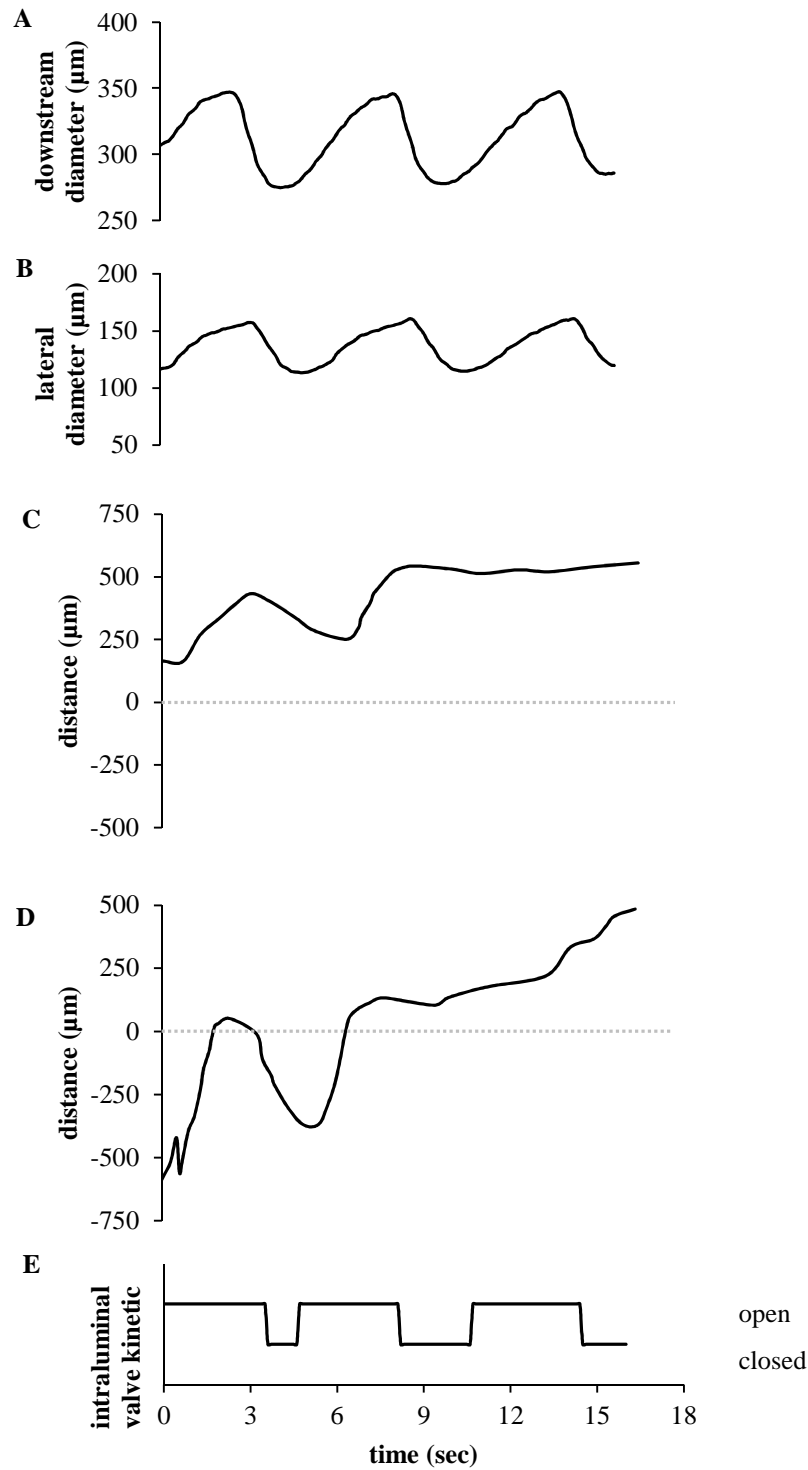 A
downstream
diameter (µm)
400
350
300
250
B
lateral
diameter (µm)
200
150
100
50
C
distance (µm)
750
500
250
0
-250
-500
D
distance (µm)
500
250
0
-250
-500
-750
E
intraluminal
valve kinetic
open
closed
0 3 6 9 12 15 18
time (sec)